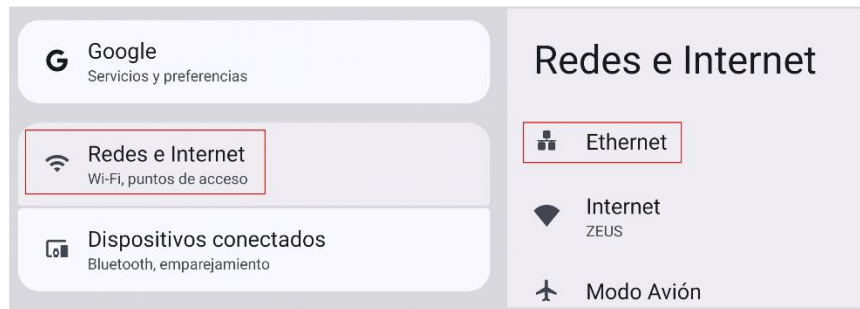 Google
Servicios y preferencias
Redes e Internet
Wi-Fi, puntos de acceso
Dispositivos conectados
Bluetooth, emparejamiento
Redes e Internet
Ethernet
Internet
ZEUS
Modo Avión